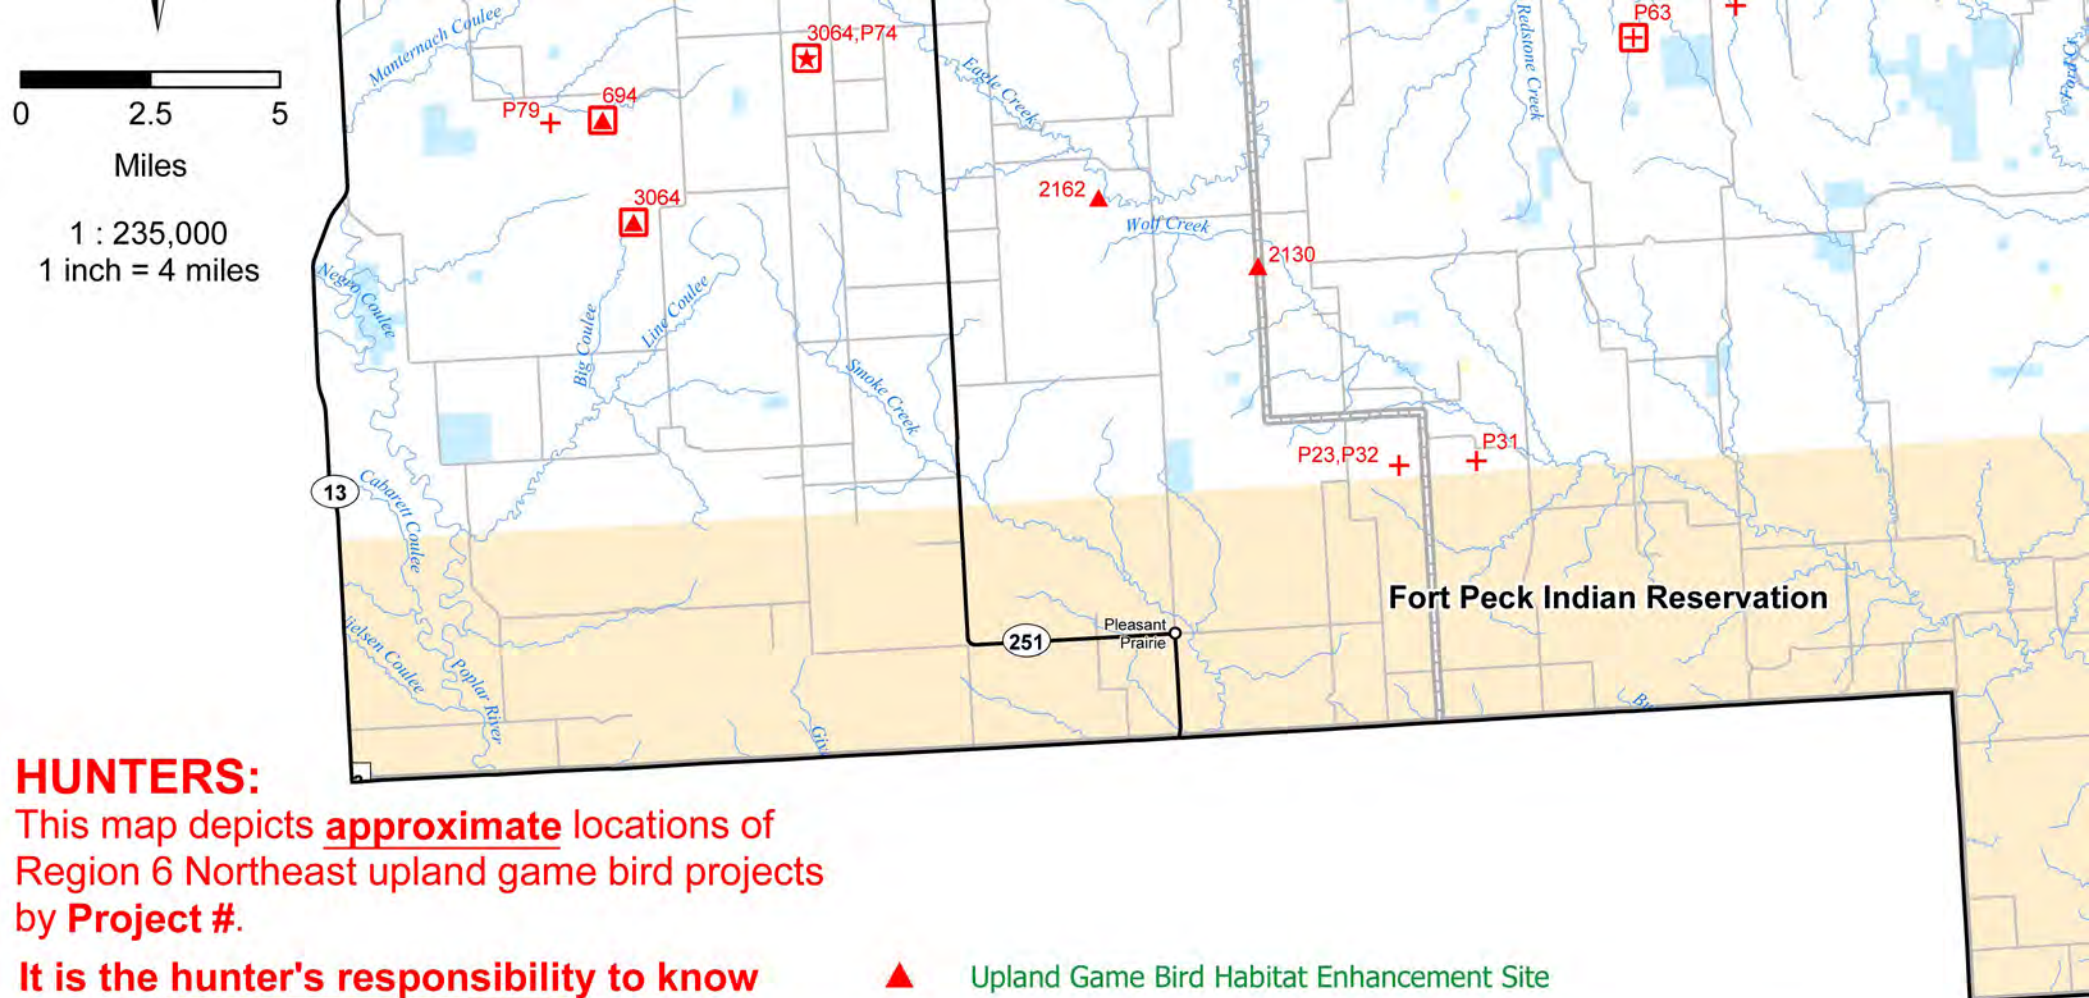 Manternach Coulee
3064,P74
P63
Redstone Creek
Eagle Creek
694
P79
0 2.5 5
Miles
1 : 235,000
1 inch = 4 miles
3064
2162
Wolf Creek
2130
Negro Coulee
Big Coulee
Line Coulee
Smoke Creek
P31
P23,P32
13
Cabarett Coulee
Fort Peck Indian Reservation
Pleasant
Prairie
251
Poplar River
HUNTERS:
This map depicts approximate locations of
Region 6 Northeast upland game bird projects
by Project #.
It is the hunter's responsibility to know
Upland Game Bird Habitat Enhancement Site